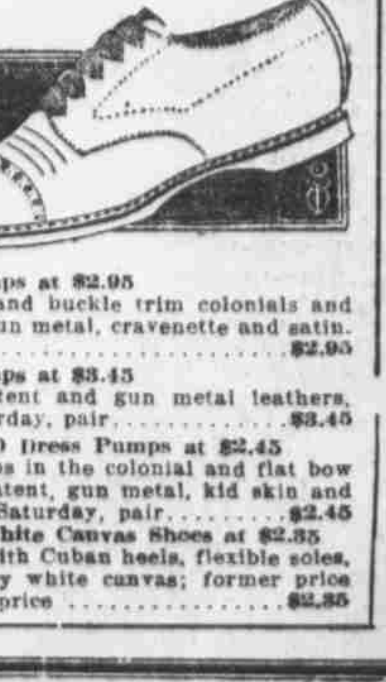 ps at $2.95
and buckle trim colonials and
un metal, cravenette and satin.
........................$2.95
ps at $3.45
tent and gun metal leathers,
rday, pair..............$3.45
Dress Pumps at $2.45
s in the colonial and flat bow
tent, gun metal, kid skin and
Saturday, pair.........$2.45
hite Canvas Shoes at $2.35
ith Cuban heels, flexible soles,
y white canvas; former price
price ................$2.35